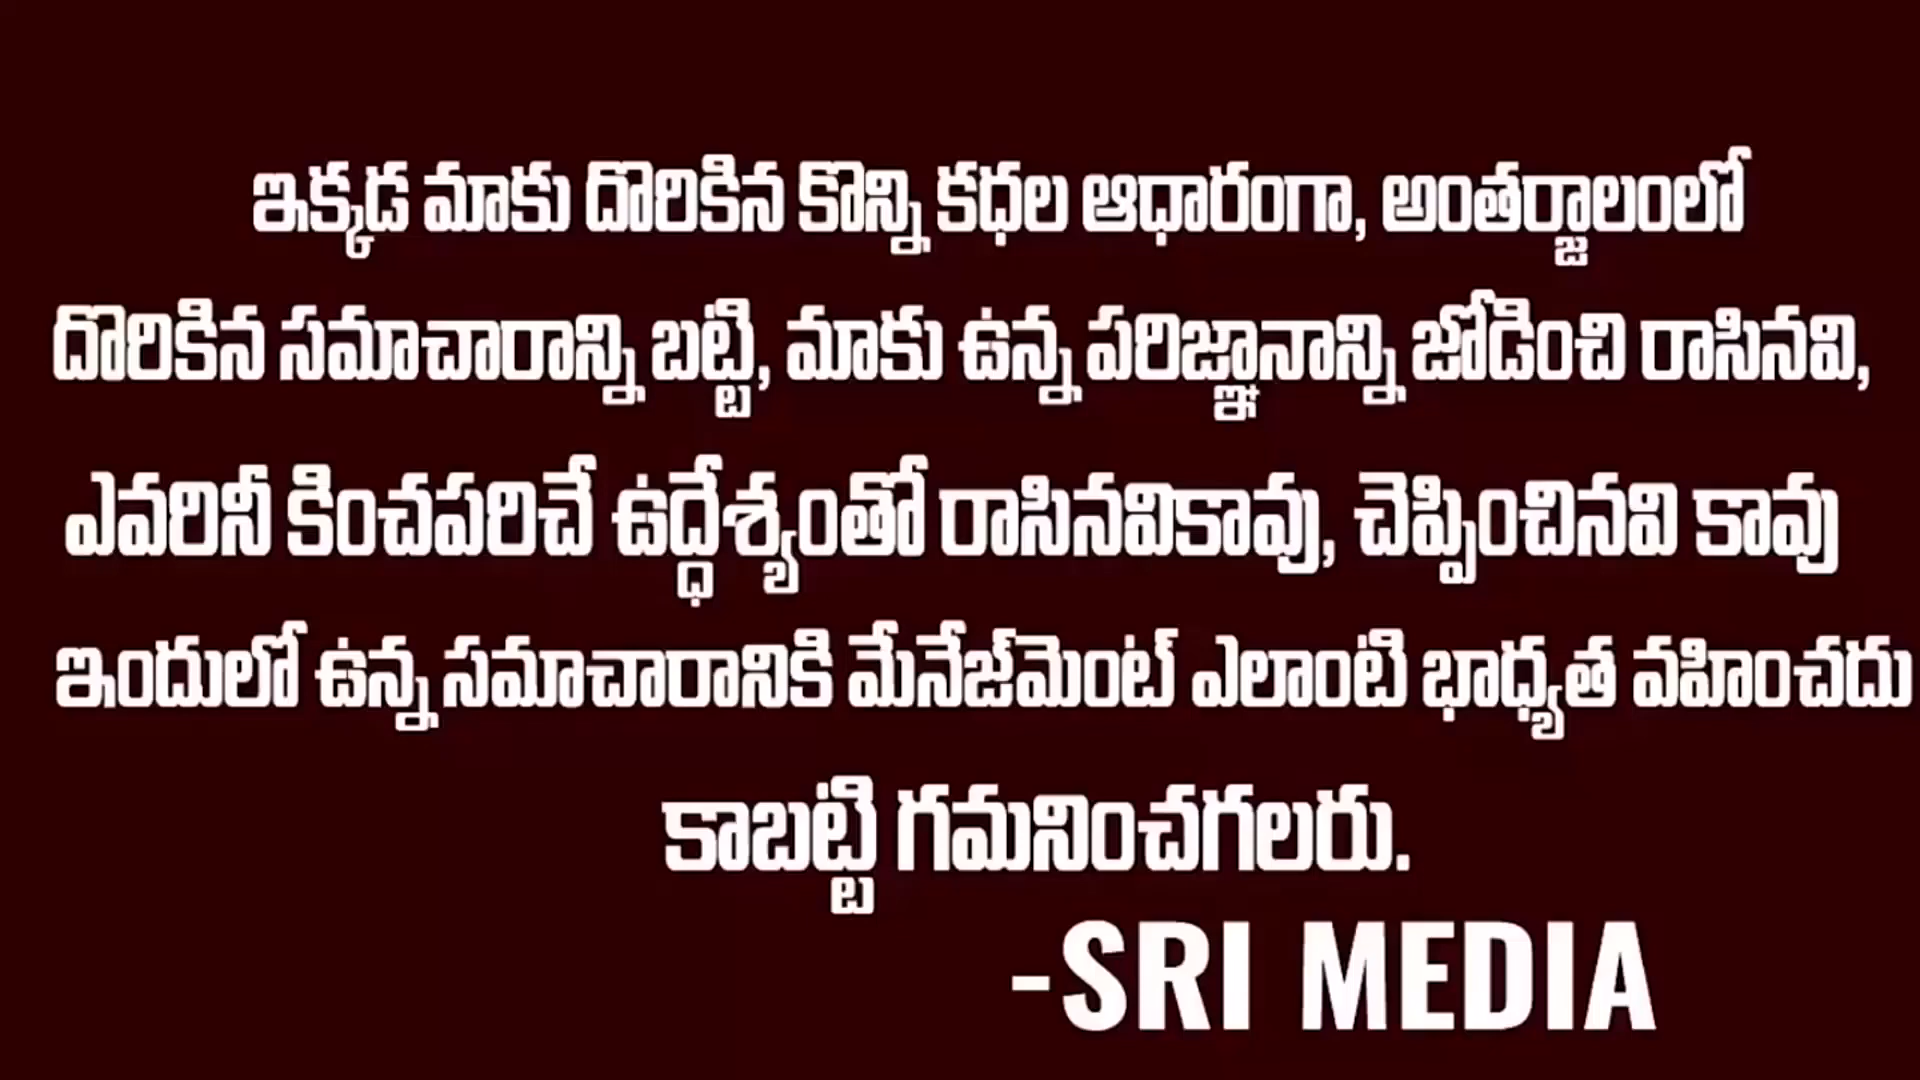 ఇక్కడ మాకు దొరికిన కొన్ని కధల ఆధారంగా, అంతర్జాలంలో
దొరికిన సమాచారాన్ని బట్టి, మాకు ఉన్న పరిజ్ఞానాన్ని జోడించి రాసినవి,
ఎవరినీ కించపరిచే ఉద్ధేశ్యంతో రాసినవికావు, చెప్పించినవి కావు
ఇందులో ఉన్న సమాచారానికి మేనేజ్‌మెంట్ ఎలాంటి భాధ్యత వహించదు
కాబట్టి గమనించగలరు.
-SRI MEDIA